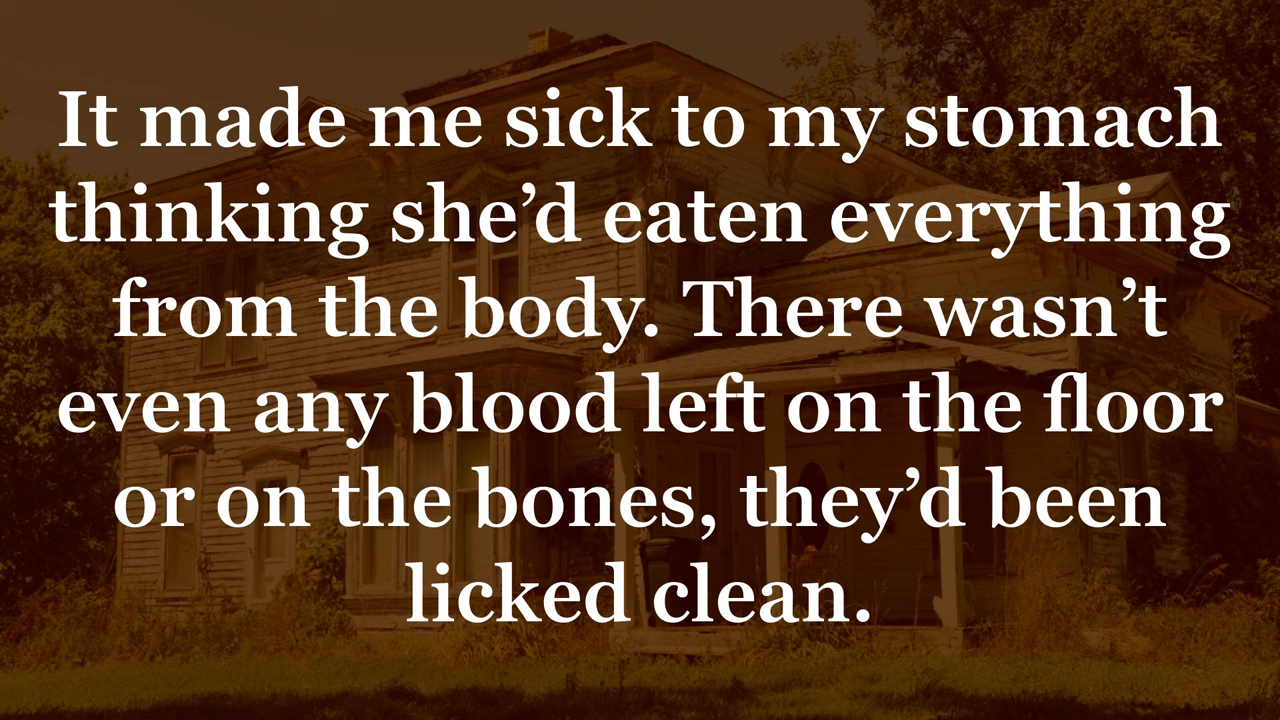 It made me sick to my stomach
thinking she’d eaten everything
from the body. There wasn’t
even any blood left on the floor
or on the bones, they’d been
licked clean.